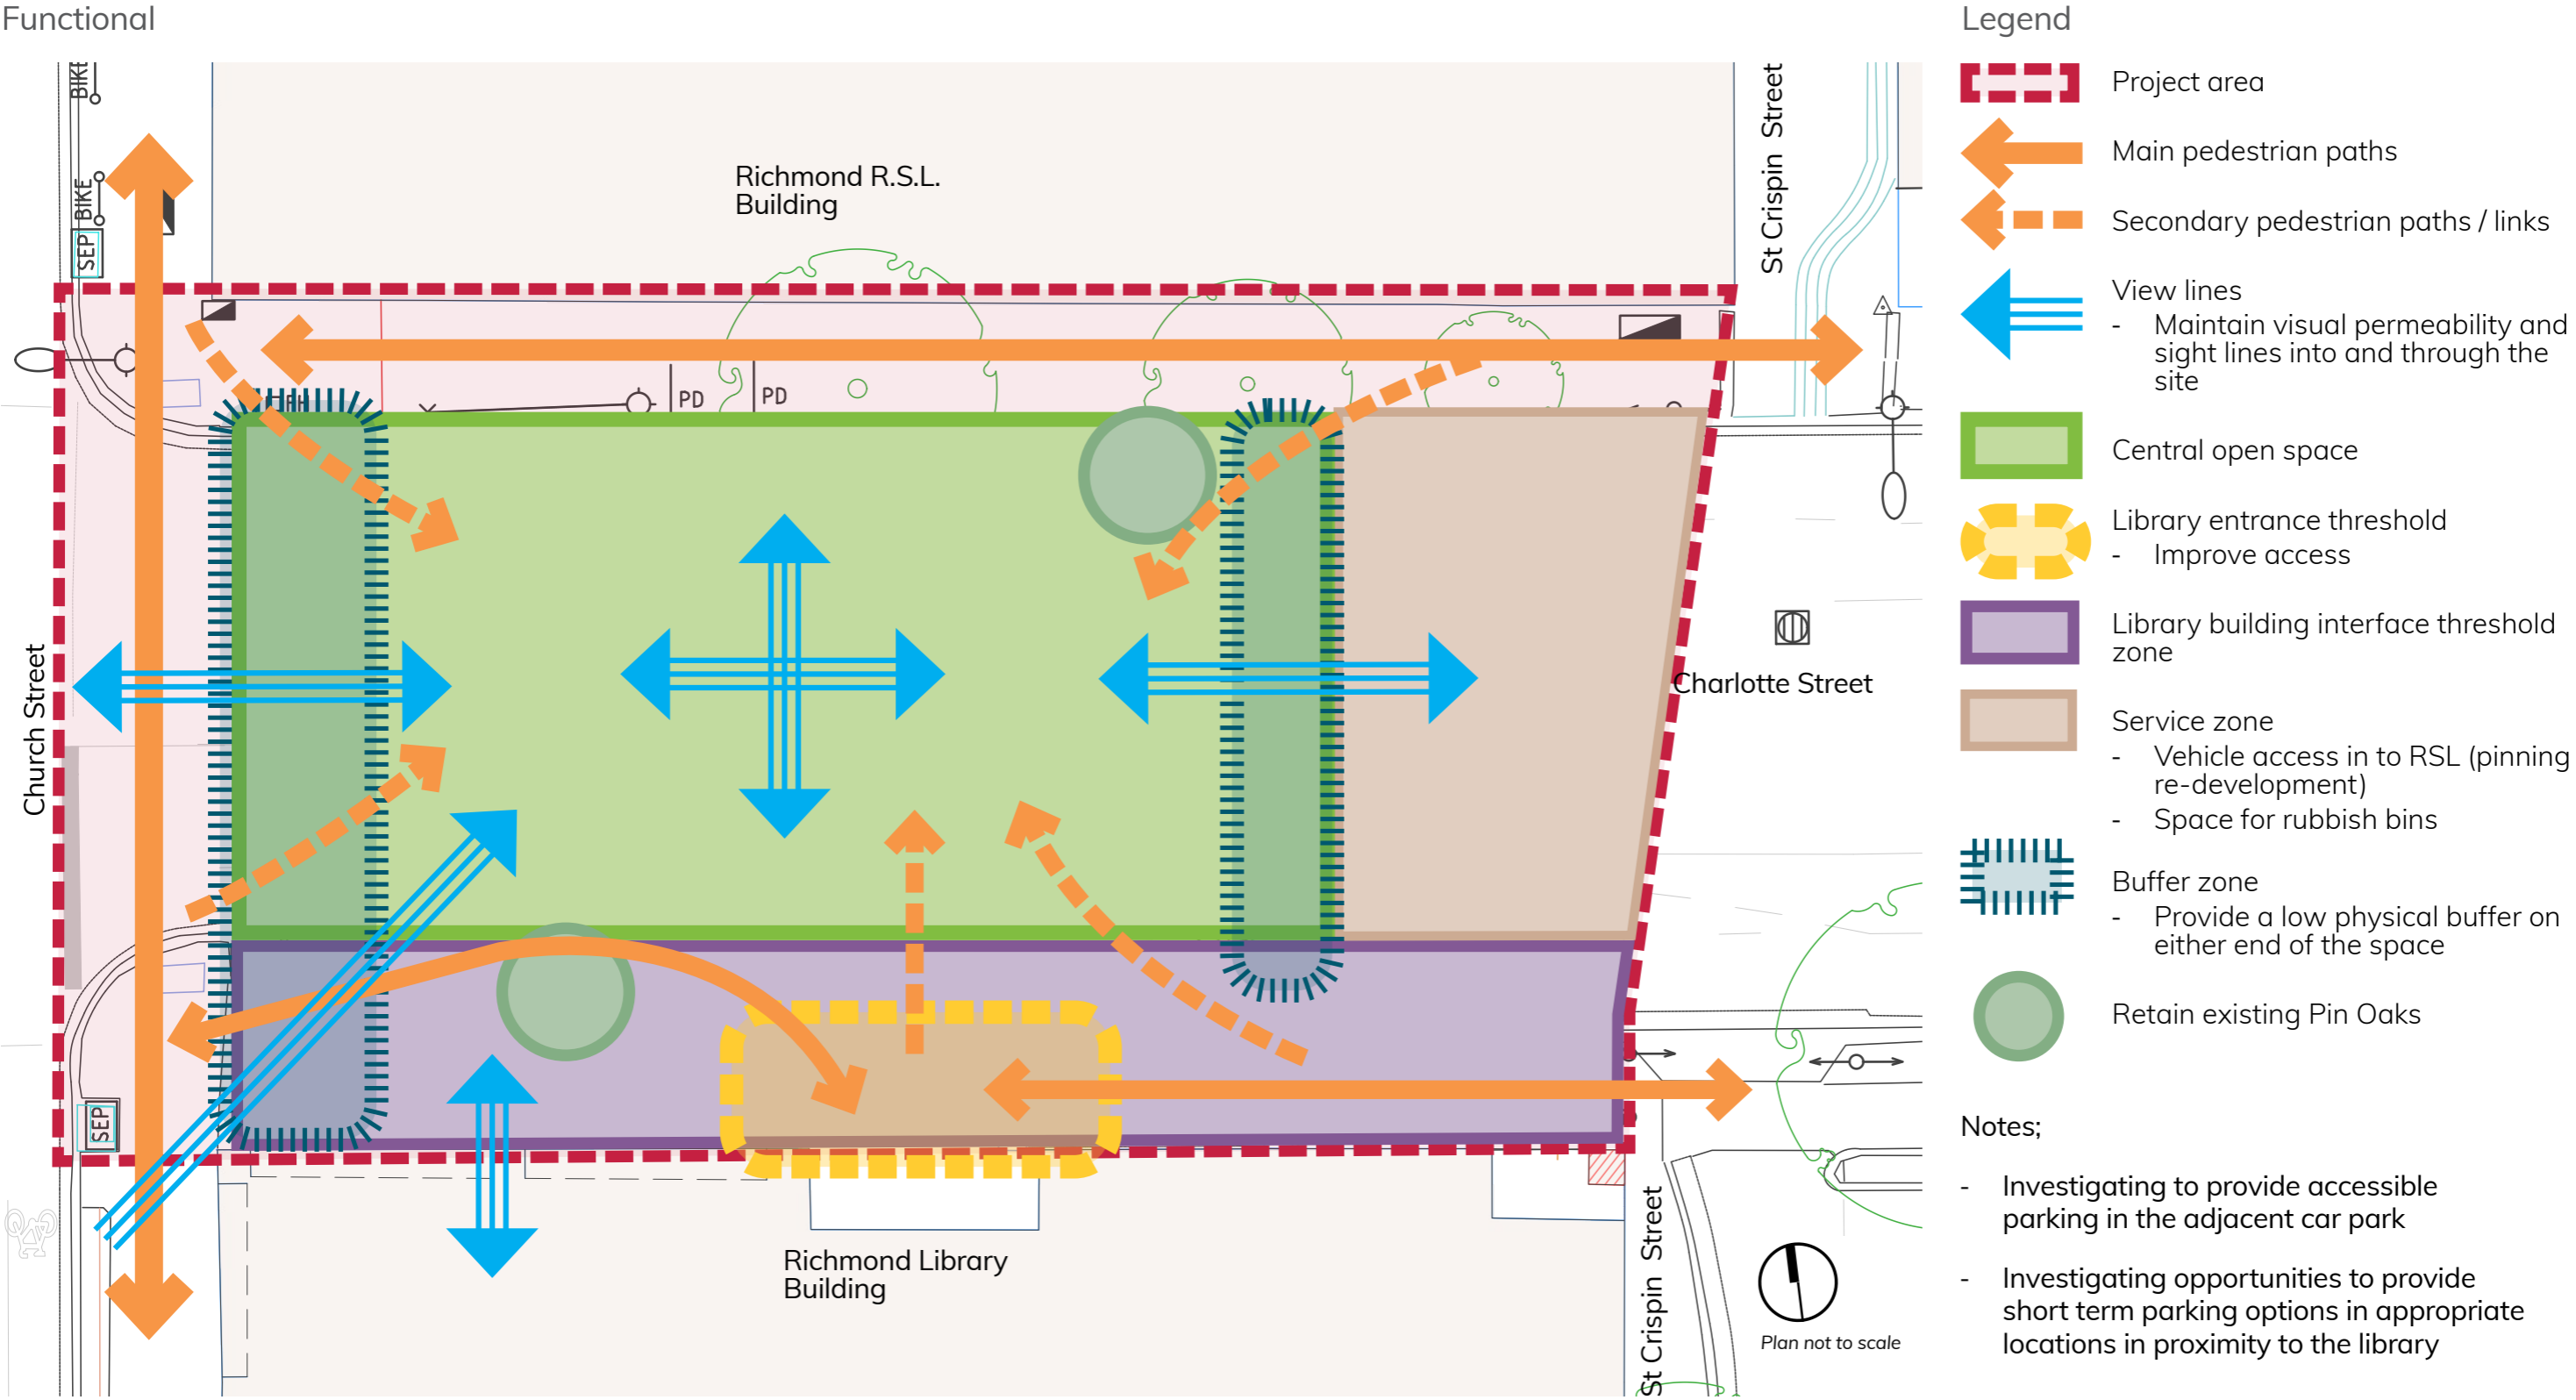 Functional
BIKE
BIKE
SEP
Richmond R.S.L.
Building
St Crispin Street
PD
PD
Church Street
Charlotte Street
SEP
Richmond Library
Building
St Crispin Street
Plan not to scale
Legend
Project area
Main pedestrian paths
Secondary pedestrian paths / links
View lines
- Maintain visual permeability and
sight lines into and through the
site
Central open space
Library entrance threshold
- Improve access
Library building interface threshold
zone
Service zone
- Vehicle access in to RSL (pinning
re-development)
- Space for rubbish bins
Buffer zone
- Provide a low physical buffer on
either end of the space
Retain existing Pin Oaks
Notes;
- Investigating to provide accessible
parking in the adjacent car park
- Investigating opportunities to provide
short term parking options in appropriate
locations in proximity to the library